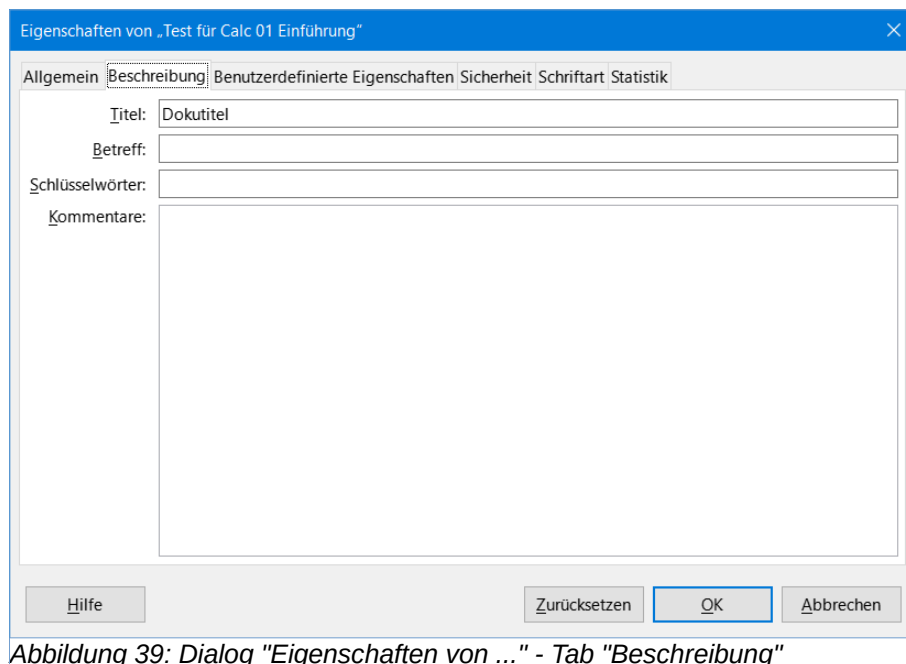 Eigenschaften von „Test für Calc 01 Einführung“
Allgemein Beschreibung Benutzerdefinierte Eigenschaften Sicherheit Schriftart Statistik
Titel: Dokutitel
Betreff:
Schlüsselwörter:
Kommentare:
Hilfe Zurücksetzen OK Abbrechen
Abbildung 39: Dialog "Eigenschaften von ..." - Tab "Beschreibung"